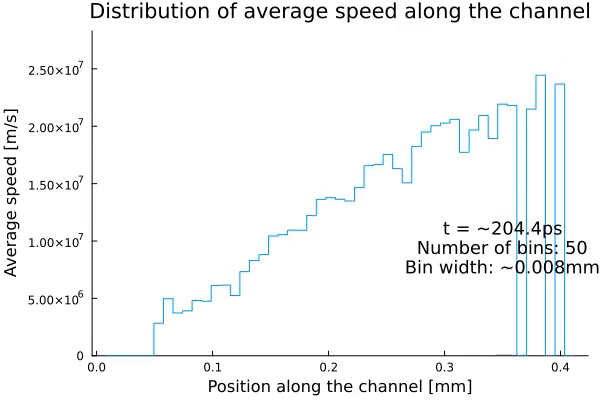 Distribution of average speed along the channel
Average speed [m/s]
2.50×10⁷
2.00×10⁷
1.50×10⁷
1.00×10⁷
5.00×10⁶
0
t = ~204.4ps
Number of bins: 50
Bin width: ~0.008mm
0.0 0.1 0.2 0.3 0.4
Position along the channel [mm]